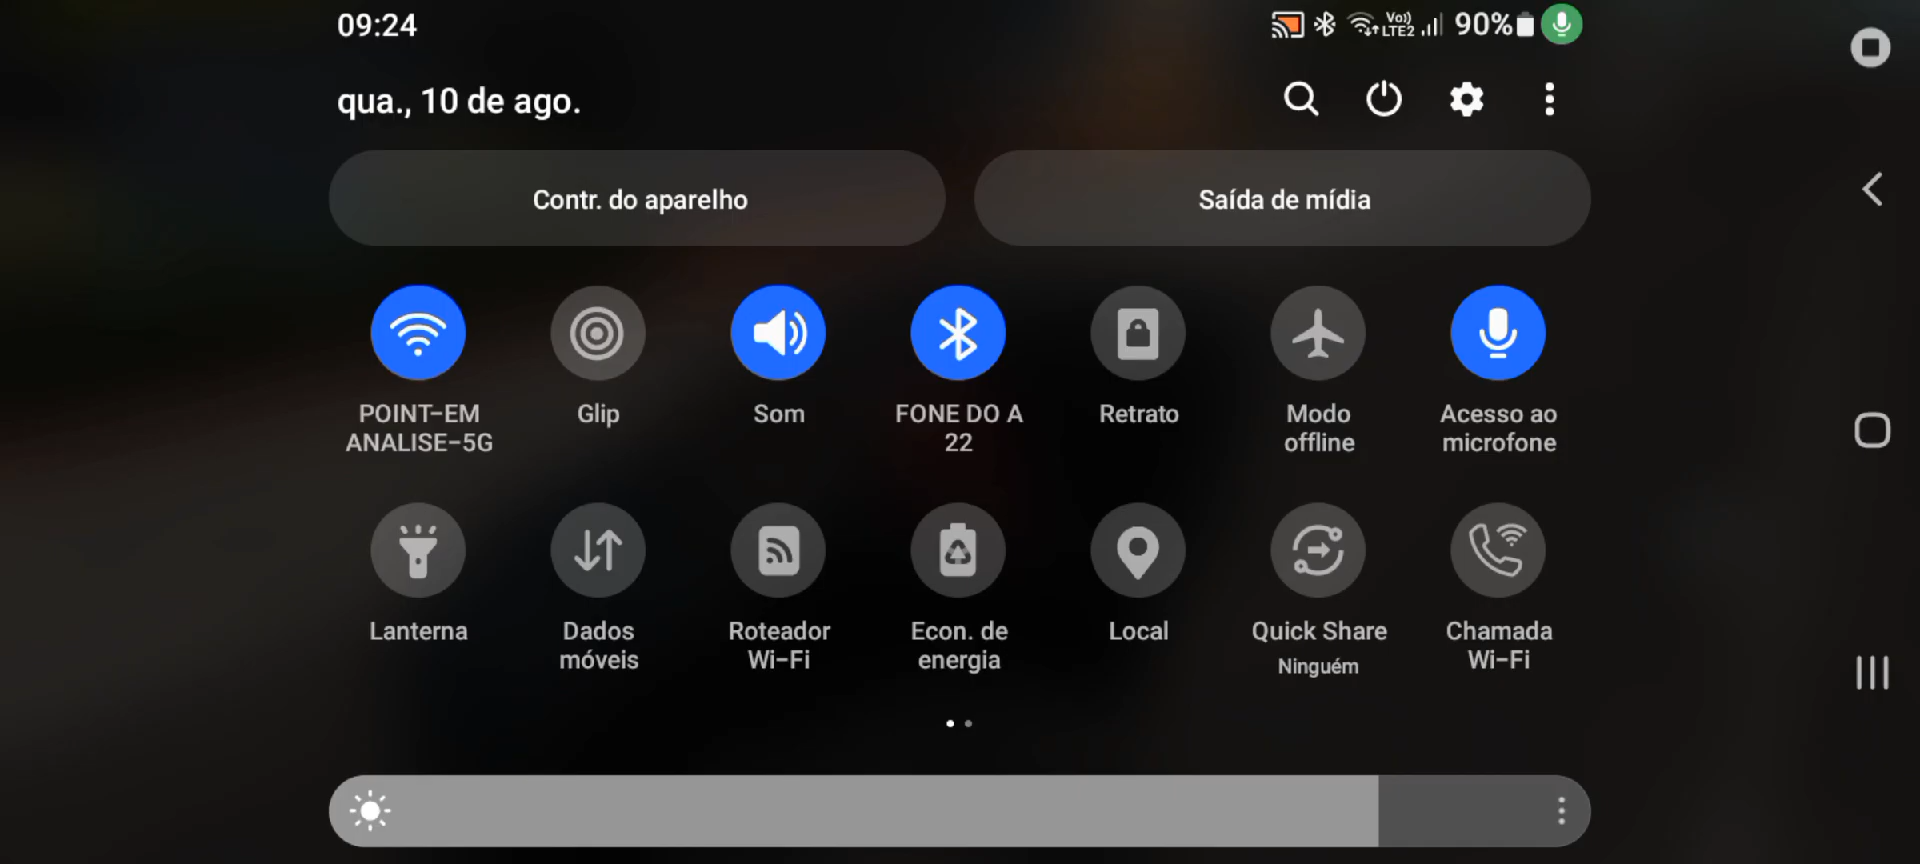 09:24
Vo))
LTE2
90%
qua., 10 de ago.
Contr. do aparelho
Saída de mídia
POINT-EM
ANALISE-5G
Glip
Som
FONE DO A
22
Retrato
Modo
offline
Acesso ao
microfone
Lanterna
Dados
móveis
Roteador
Wi-Fi
Econ. de
energia
Local
Quick Share
Ninguém
Chamada
Wi-Fi